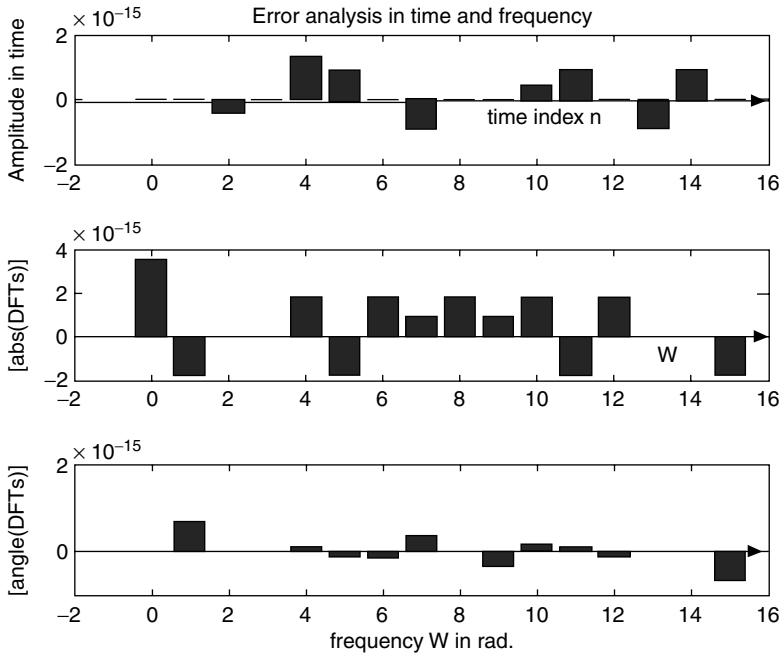 Error analysis in time and frequency
× 10⁻¹⁵
Amplitude in time
2
0
−2
time index n
−2 0 2 4 6 8 10 12 14 16
× 10⁻¹⁵
[abs(DFTs)]
4
2
0
−2
W
−2 0 2 4 6 8 10 12 14 16
× 10⁻¹⁵
[angle(DFTs)]
2
0
−2 0 2 4 6 8 10 12 14 16
frequency W in rad.